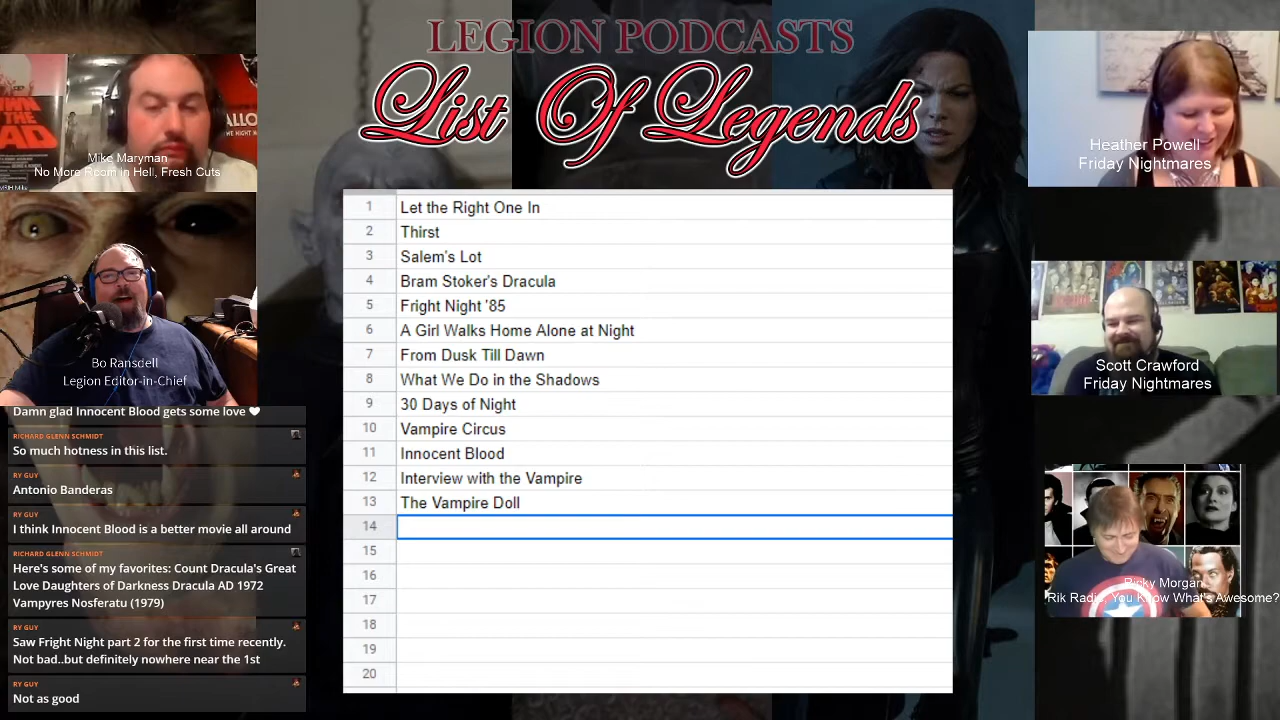 LEGION PODCASTS
List Of Legends
Mike Maryman
No More Room in Hell, Fresh Cuts
Bo Ransdell
Legion Editor-in-Chief
Damn glad Innocent Blood gets some love
RICHARD GLENN SCHMIDT
So much hotness in this list.
RY GUY
Antonio Banderas
RY GUY
I think Innocent Blood is a better movie all around
RICHARD GLENN SCHMIDT
Here's some of my favorites: Count Dracula's Great
Love Daughters of Darkness Dracula AD 1972
Vampyres Nosferatu (1979)
RY GUY
Saw Fright Night part 2 for the first time recently.
Not bad..but definitely nowhere near the 1st
RY GUY
Not as good
1 Let the Right One In
2 Thirst
3 Salem's Lot
4 Bram Stoker's Dracula
5 Fright Night '85
6 A Girl Walks Home Alone at Night
7 From Dusk Till Dawn
8 What We Do in the Shadows
9 30 Days of Night
10 Vampire Circus
11 Innocent Blood
12 Interview with the Vampire
13 The Vampire Doll
14
15
16
17
18
19
20
Heather Powell
Friday Nightmares
Scott Crawford
Friday Nightmares
Ricky Morgan
Rik Radio, You Know What's Awesome?